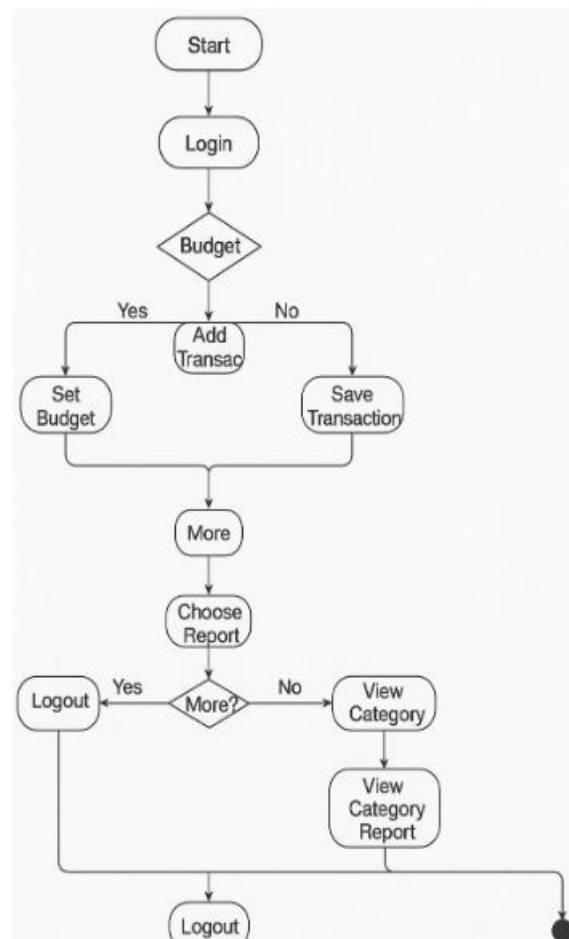 Start
Login
Budget
Yes
No
Add
Transac
Set
Budget
Save
Transaction
More
Choose
Report
Logout
Yes
More?
No
View
Category
View
Category
Report
Logout